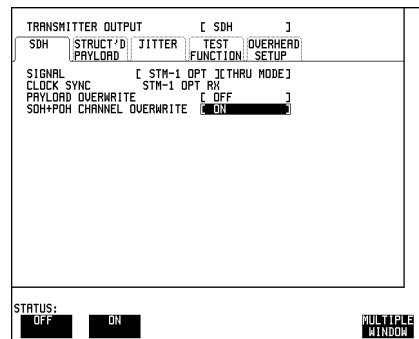 TRANSMITTER OUTPUT [ SDH ]
SDH STRUCT'D PAYLOAD JITTER TEST FUNCTION OVERHEAD SETUP
SIGNAL [ STM-1 OPT ][THRU MODE]
CLOCK SYNC STM-1 OPT RX
PAYLOAD OVERWRITE [ OFF ]
SOH+POH CHANNEL OVERWRITE [ ON ]
STATUS:
OFF ON MULTIPLE WINDOW